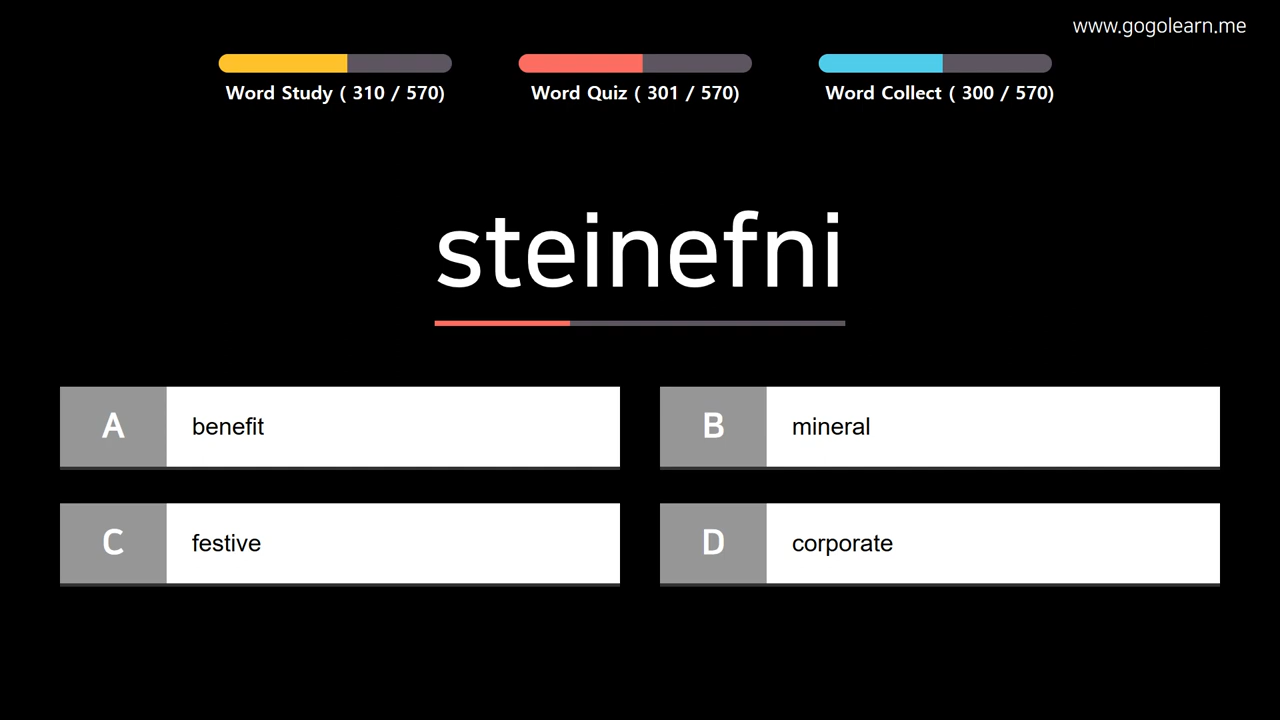 www.gogolearn.me
Word Study ( 310 / 570)
Word Quiz ( 301 / 570)
Word Collect ( 300 / 570)
steinefni
A benefit
B mineral
C festive
D corporate